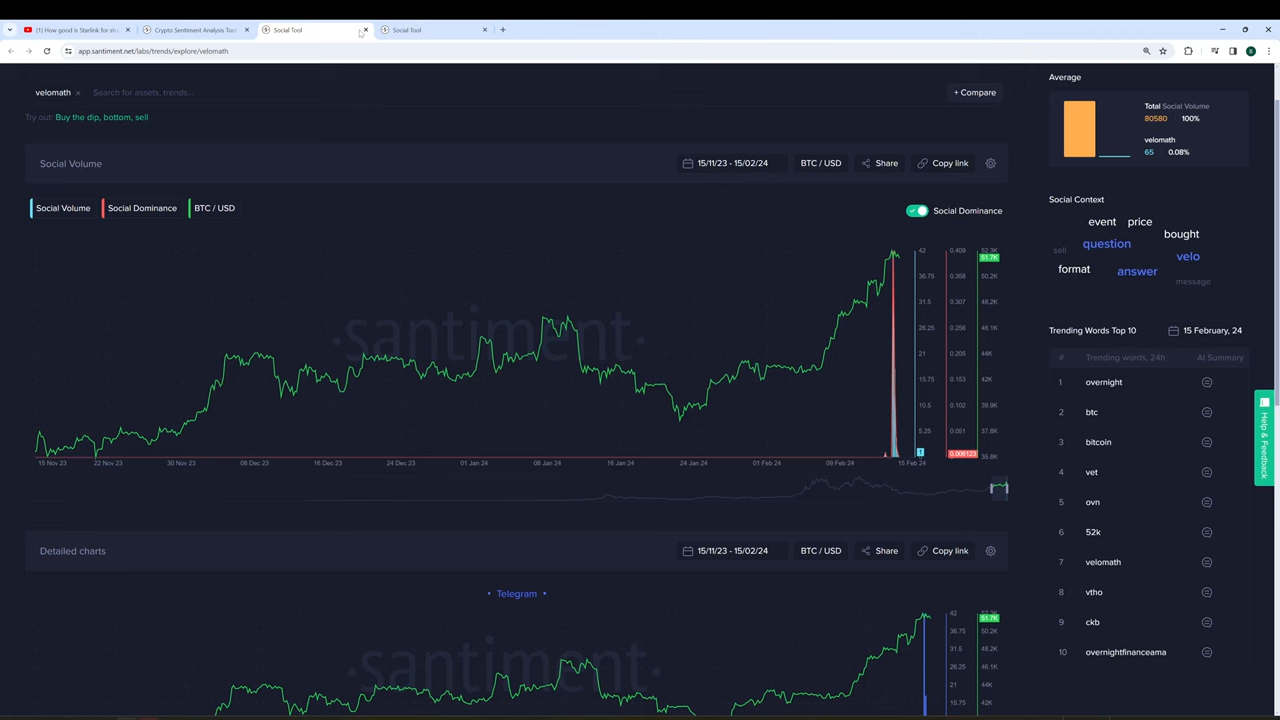 (1) How good is Starlink for st
Crypto Sentiment Analysis Tool
Social Tool
Social Tool
app.santiment.net/labs/trends/explore/velomath
velomath
Search for assets, trends...
+ Compare
Try out: Buy the dip, bottom, sell
Social Volume
15/11/23 - 15/02/24
BTC / USD
Share
Copy link
Social Volume
Social Dominance
BTC / USD
Social Dominance
42 0.409 52.3K
51.7K
36.75 0.358 50.2K
31.5 0.307 48.2K
26.25 0.256 46.1K
21 0.205 44K
15.75 0.153 42K
10.5 0.102 39.9K
5.25 0.051 37.8K
1 0.006123 35.8K
·santiment·
15 Nov 23 22 Nov 23 30 Nov 23 08 Dec 23 16 Dec 23 24 Dec 23 01 Jan 24 08 Jan 24 16 Jan 24 24 Jan 24 01 Feb 24 09 Feb 24 15 Feb 24
Detailed charts
15/11/23 - 15/02/24
BTC / USD
Share
Copy link
• Telegram •
42
51.7K
36.75 46.1K
31.5 48.2K
26.25 46.1K
21 44K
15.75 42K
·santiment·
Average
Total Social Volume
80580 100%
velomath
65 0.08%
Social Context
event price
bought
sell
question
velo
format
answer
message
Trending Words Top 10
15 February, 24
# Trending words, 24h AI Summary
1 overnight
2 btc
3 bitcoin
4 vet
5 ovn
6 52k
7 velomath
8 vtho
9 ckb
10 overnightfinanceama
Help & Feedback